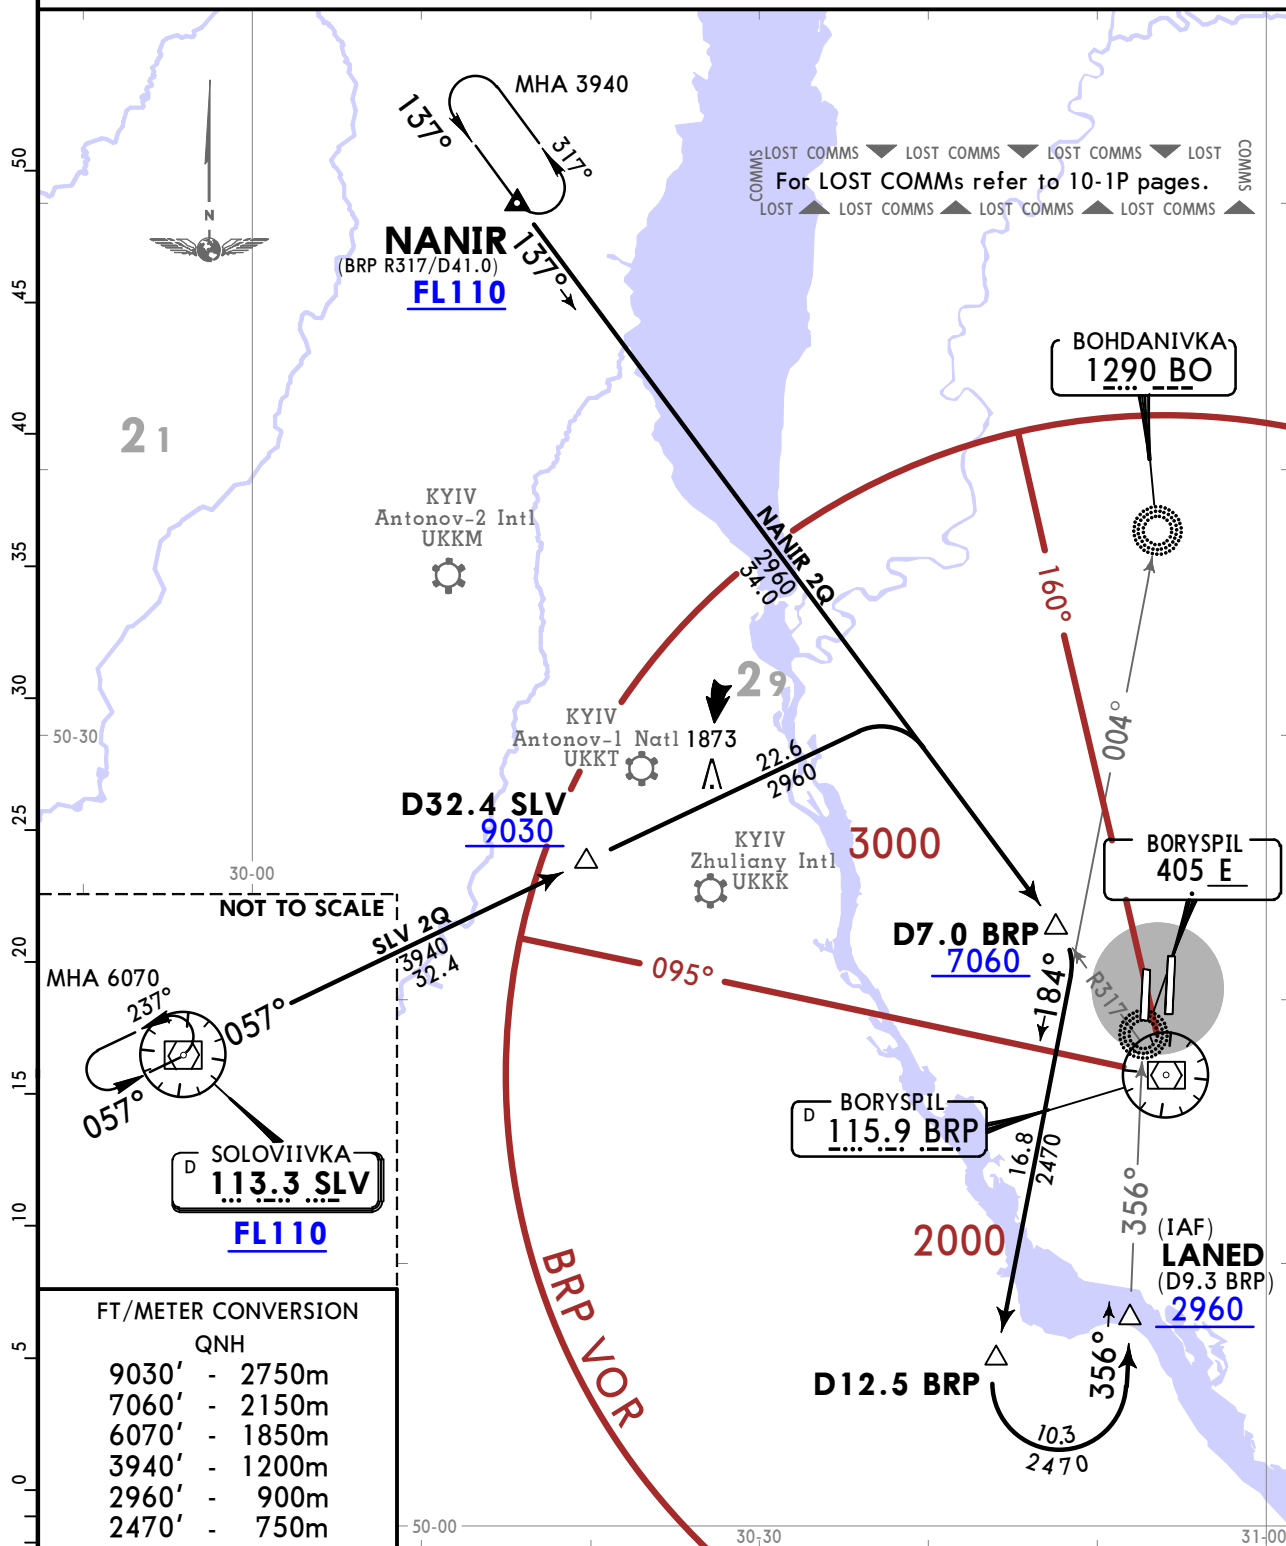 MHA 3940
137°
317°
COMMS
LOST COMMS LOST COMMS LOST COMMS LOST
COMMS
For LOST COMMs refer to 10-1P pages.
LOST LOST COMMS LOST COMMS LOST COMMS
50
N
NANIR
(BRP R317/D41.0)
FL110
137°
45
BOHDANIVKA
1290 BO
40
21
KYIV
Antonov-2 Intl
UKKM
NANIR 2Q
2960
34.0
35
160°
30
29
KYIV
Antonov-1 Natl
UKKT
1873
50-30
004°
22.6
2960
D32.4 SLV
9030
25
KYIV
Zhuliany Intl
UKKK
3000
BORYSPIL
405 E
30-00
NOT TO SCALE
SLV 2Q
3940
32.4
D7.0 BRP
7060
20
095°
184°
R317
MHA 6070
237°
057°
057°
15
BORYSPIL
D 115.9 BRP
16.8
2470
SOLOVIIVKA
D 113.3 SLV
FL110
10
356°
2000
(IAF)
LANED
(D9.3 BRP)
2960
BRP VOR
FT/METER CONVERSION
QNH
9030' - 2750m
7060' - 2150m
6070' - 1850m
3940' - 1200m
2960' - 900m
2470' - 750m
5
D12.5 BRP
356°
10.3
2470
0
50-00
30-30
31-00